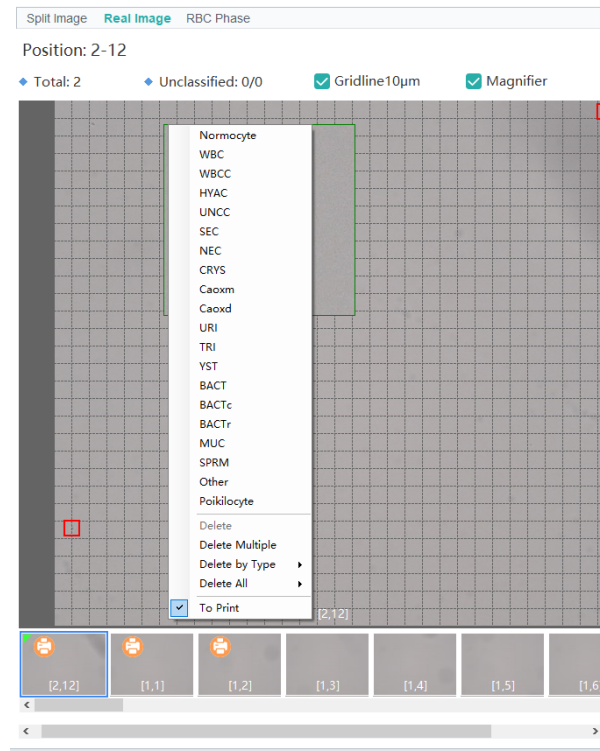 Split Image Real Image RBC Phase
Position: 2-12
Total: 2 Unclassified: 0/0 Gridline10μm Magnifier
Normocyte
WBC
WBCC
HYAC
UNCC
SEC
NEC
CRYS
Caoxm
Caoxd
URI
TRI
YST
BACT
BACTc
BACTr
MUC
SPRM
Other
Poikilocyte
Delete
Delete Multiple
Delete by Type
Delete All
To Print
[2,12]
[2,12] [1,1] [1,2] [1,3] [1,4] [1,5] [1,6